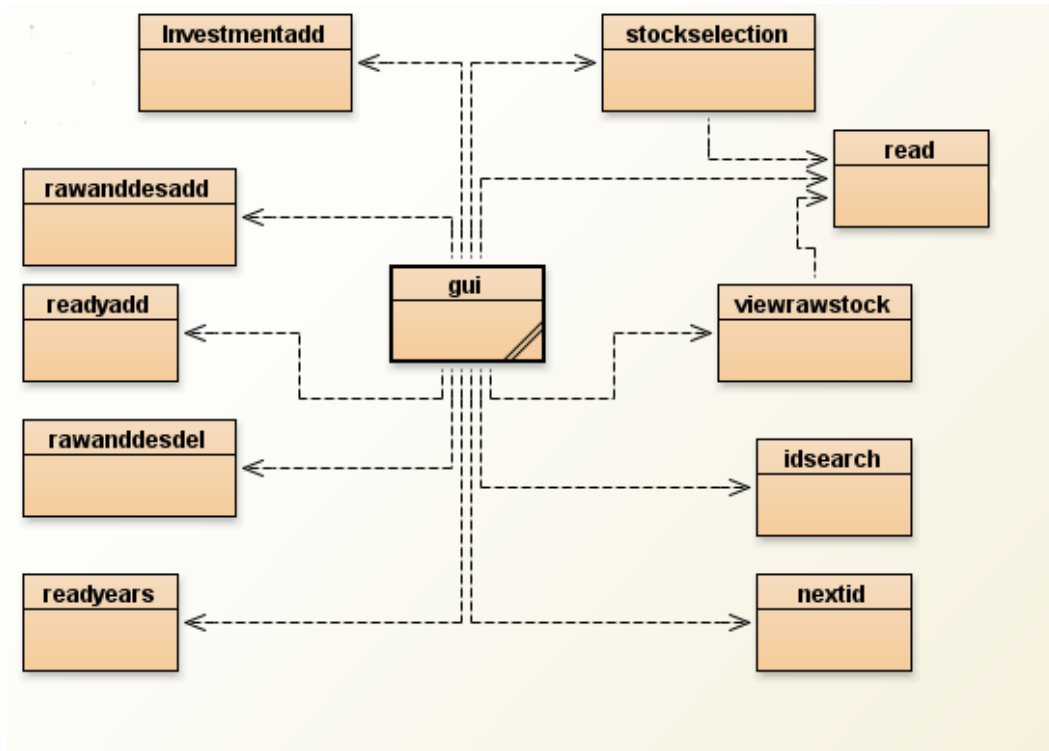 Investmentadd
stockselection
read
rawanddesadd
gui
readyadd
viewrawstock
rawanddesdel
idsearch
readyears
nextid